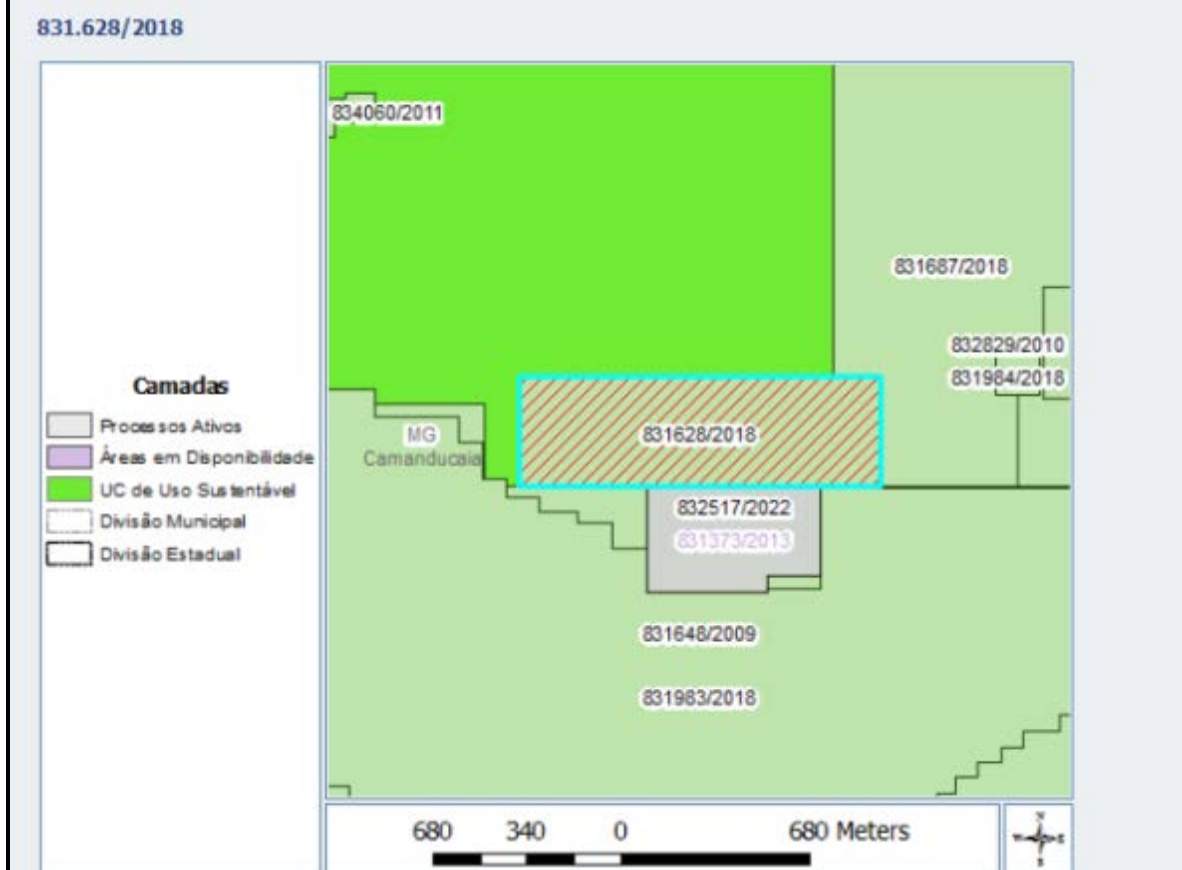 831.628/2018
Camadas
Processos Ativos
Áreas em Disponibilidade
UC de Uso Sustentável
Divisão Municipal
Divisão Estadual
834060/2011
831687/2018
832829/2010
831984/2018
MG
Camanducaia
831628/2018
832517/2022
831373/2013
831648/2009
831983/2018
680 340 0 680 Meters